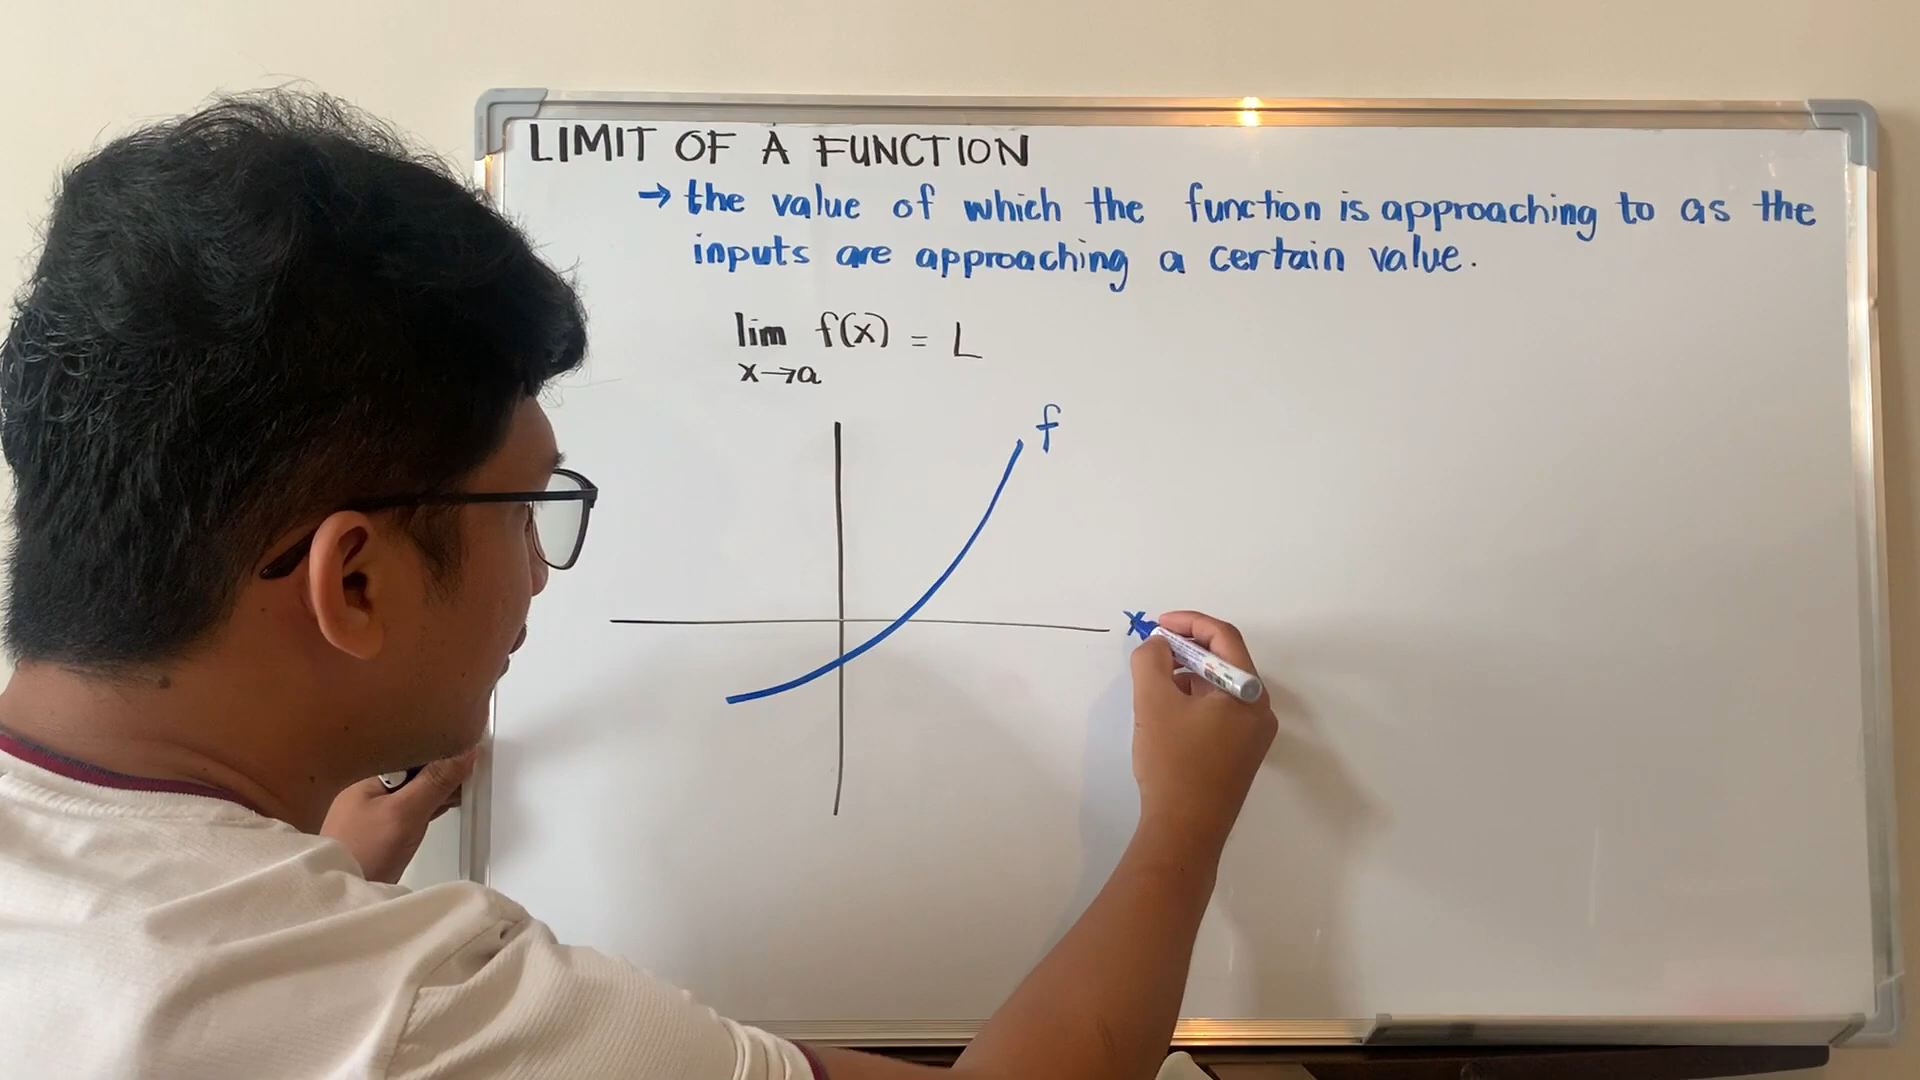 LIMIT OF A FUNCTION
→ the value of which the function is approaching to as the
inputs are approaching a certain value.
lim f(x) = L
x→a
f
x